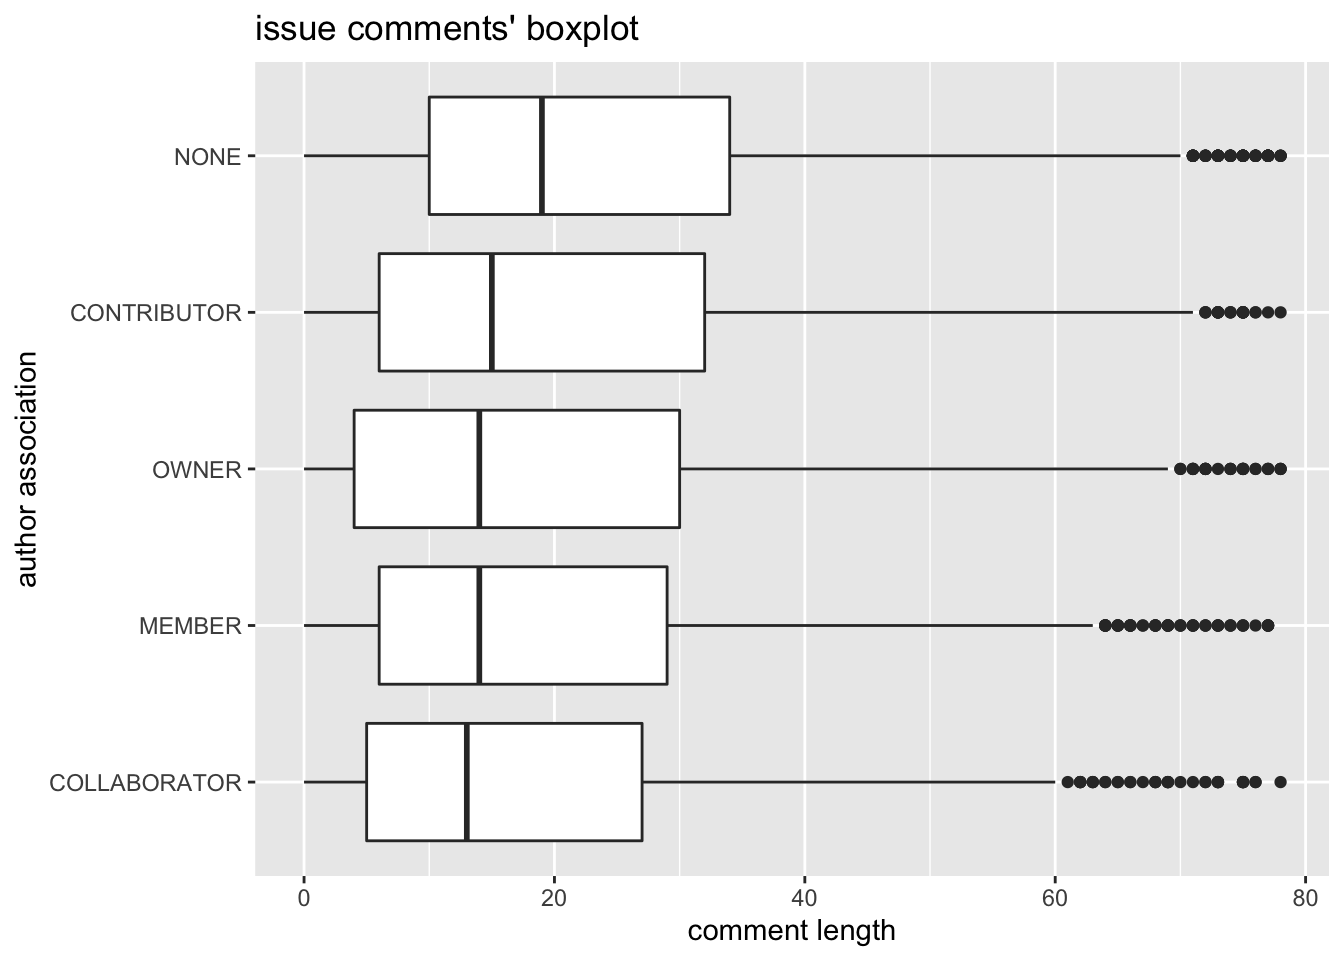 issue comments' boxplot
NONE
CONTRIBUTOR
OWNER
MEMBER
COLLABORATOR
author association
0 20 40 60 80
comment length